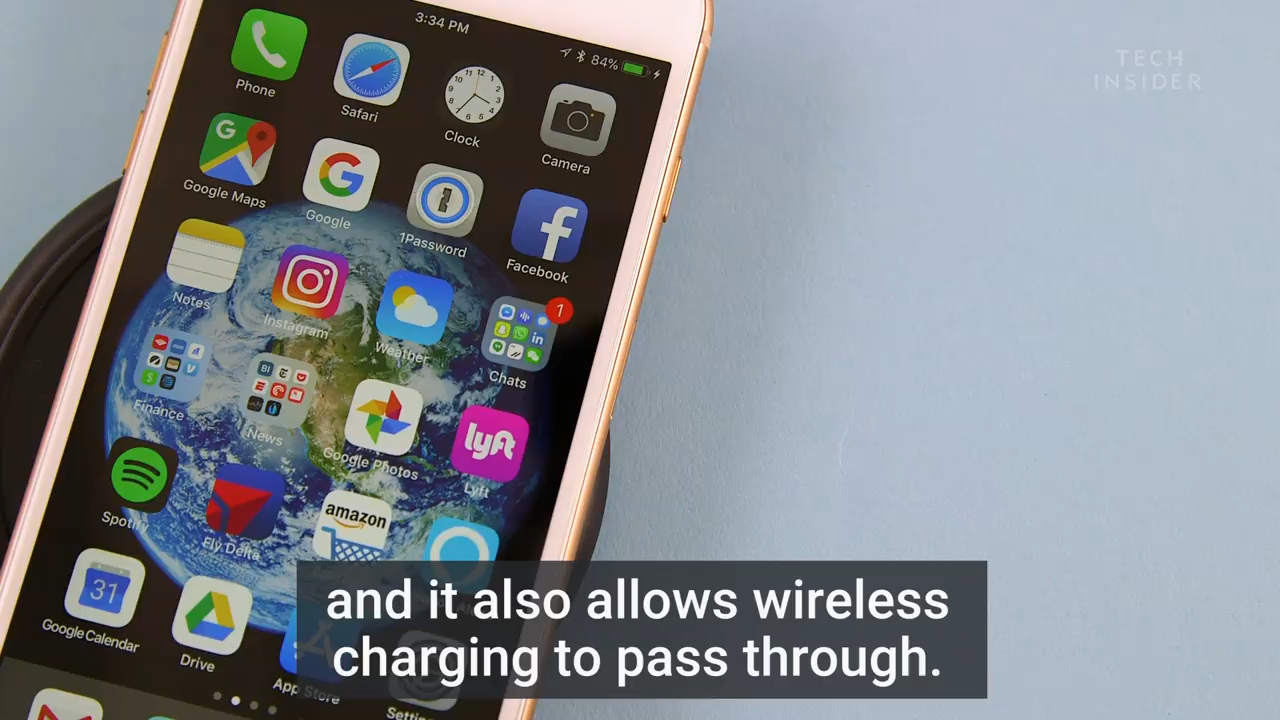 3:34 PM
84%
TECH
INSIDER
Phone
Safari
Clock
Camera
Google Maps
Google
1Password
Facebook
Notes
Instagram
Weather
1
Chats
Finance
News
Google Photos
lyft
Lyft
Spotify
Fly Delta
amazon
31
Google Calendar
Drive
App Store
and it also allows wireless
charging to pass through.